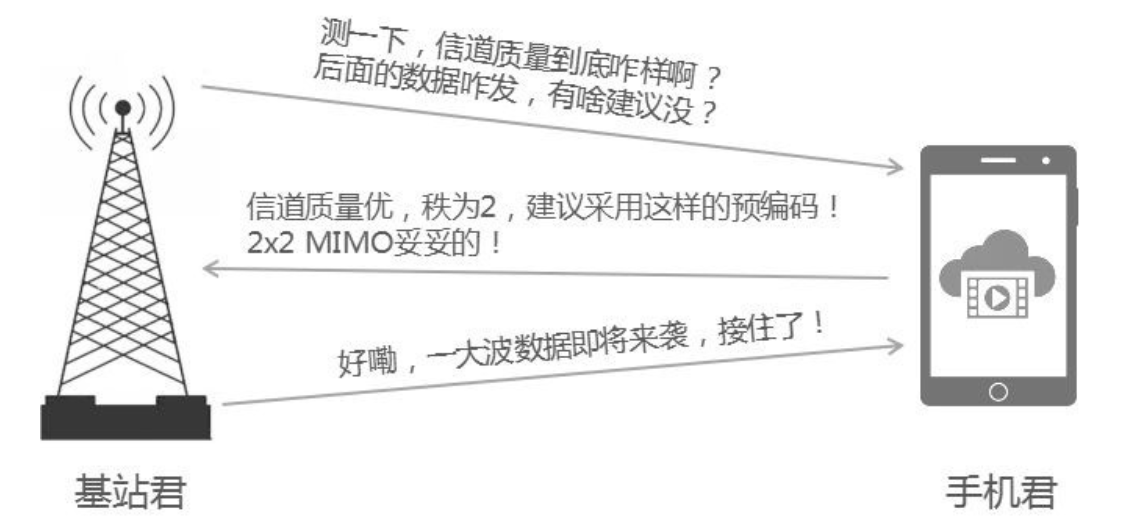 测一下，信道质量到底咋样啊？
后面的数据咋发，有啥建议没？
信道质量优，秩为2，建议采用这样的预编码！
2x2 MIMO妥妥的！
好嘞，一大波数据即将来袭，接住了！
基站君
手机君